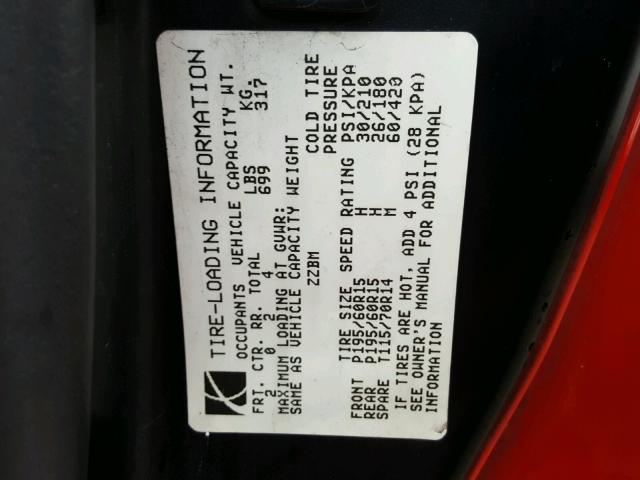 TIRE-LOADING INFORMATION
OCCUPANTS VEHICLE CAPACITY WT.
FRT. CTR. RR. TOTAL LBS KG.
2 0 2 4 699 317
MAXIMUM LOADING AT GVWR:
SAME AS VEHICLE CAPACITY WEIGHT
ZZBM
COLD TIRE
PRESSURE
TIRE SIZE SPEED RATING PSI/KPA
FRONT P195/60R15 H 30/210
REAR P195/60R15 H 26/180
SPARE T115/70R14 M 60/420
IF TIRES ARE HOT, ADD 4 PSI (28 KPA)
SEE OWNER'S MANUAL FOR ADDITIONAL
INFORMATION